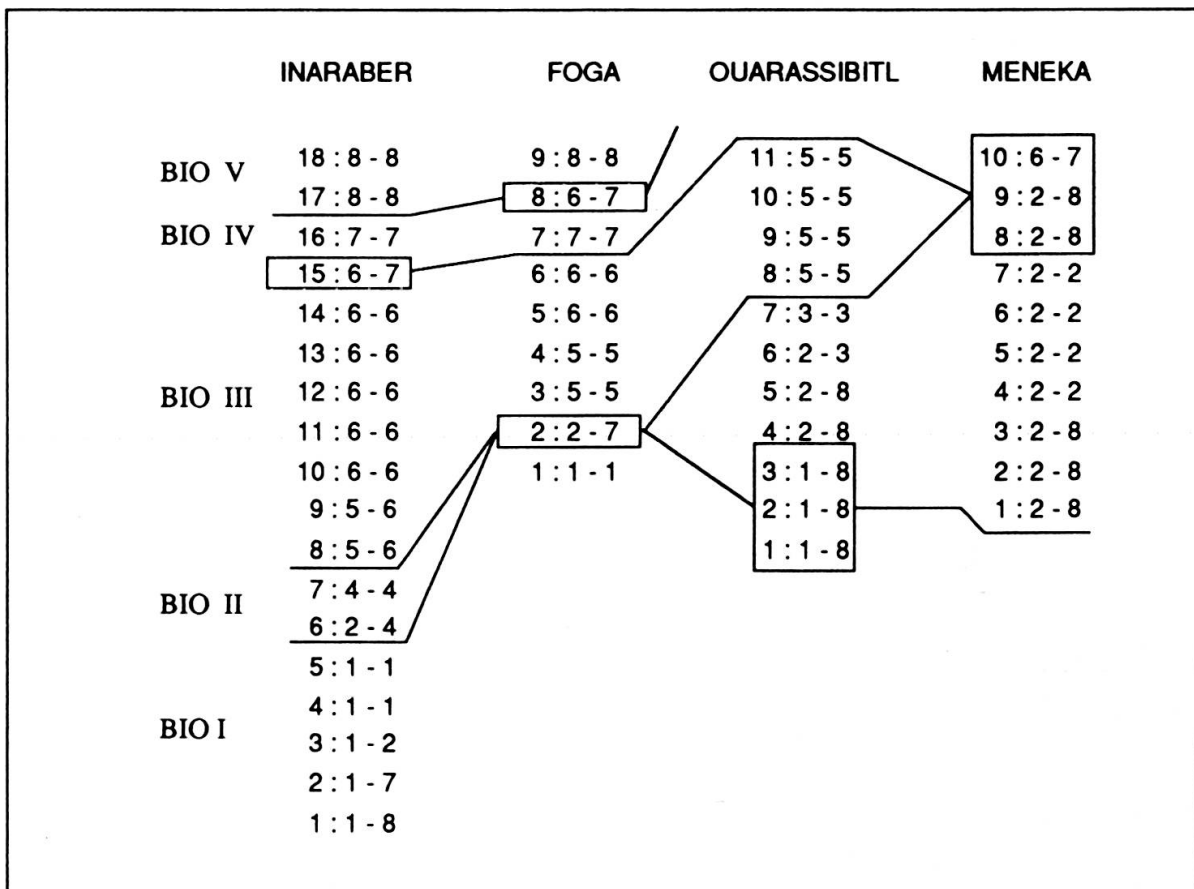 INARABER FOGA OUARASSIBITL MENEKA
BIO V 18 : 8 - 8 9 : 8 - 8 11 : 5 - 5 10 : 6 - 7
17 : 8 - 8 8 : 6 - 7 10 : 5 - 5 9 : 2 - 8
BIO IV 16 : 7 - 7 7 : 7 - 7 9 : 5 - 5 8 : 2 - 8
15 : 6 - 7 6 : 6 - 6 8 : 5 - 5 7 : 2 - 2
14 : 6 - 6 5 : 6 - 6 7 : 3 - 3 6 : 2 - 2
13 : 6 - 6 4 : 5 - 5 6 : 2 - 3 5 : 2 - 2
BIO III 12 : 6 - 6 3 : 5 - 5 5 : 2 - 8 4 : 2 - 2
11 : 6 - 6 2 : 2 - 7 4 : 2 - 8 3 : 2 - 8
10 : 6 - 6 1 : 1 - 1 3 : 1 - 8 2 : 2 - 8
9 : 5 - 6 2 : 1 - 8 1 : 2 - 8
8 : 5 - 6 1 : 1 - 8
BIO II 7 : 4 - 4
6 : 2 - 4
5 : 1 - 1
4 : 1 - 1
BIO I 3 : 1 - 2
2 : 1 - 7
1 : 1 - 8